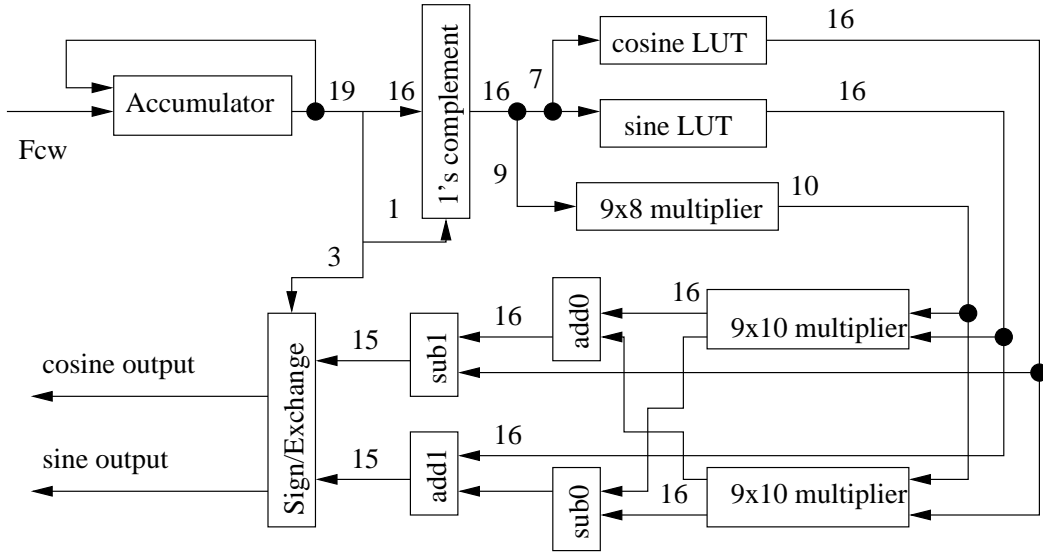 16
cosine LUT
Accumulator
19
16
1's complement
16
7
16
sine LUT
Fcw
9
10
9x8 multiplier
1
3
Sign/Exchange
add0
16
9x10 multiplier
16
sub1
15
cosine output
sine output
15
add1
16
sub0
16
9x10 multiplier